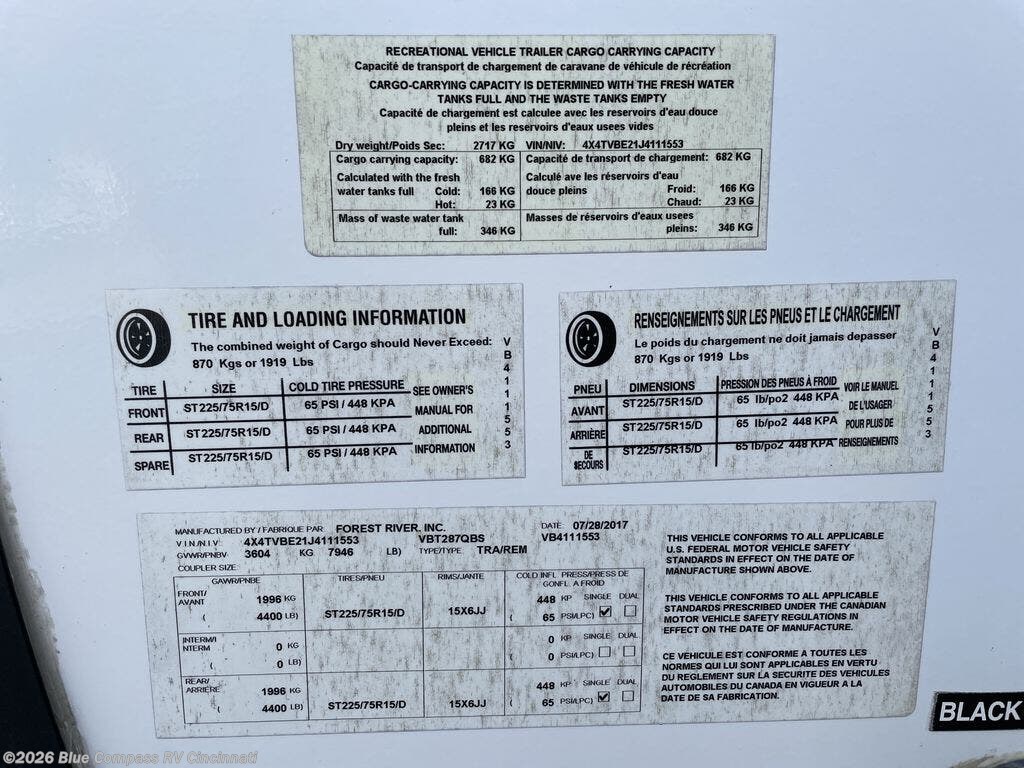 RECREATIONAL VEHICLE TRAILER CARGO CARRYING CAPACITY
Capacité de transport de chargement de caravane de véhicule de récréation
CARGO-CARRYING CAPACITY IS DETERMINED WITH THE FRESH WATER
TANKS FULL AND THE WASTE TANKS EMPTY
Capacité de chargement est calculee avec les reservoirs d'eau douce
pleins et les reservoirs d'eau usees vides
Dry weight/Poids Sec: 2717 KG VIN/NIV: 4X4TVBE21J4111553
Cargo carrying capacity: 682 KG Capacité de transport de chargement: 682 KG
Calculated with the fresh Calculé ave les réservoirs d'eau
water tanks full Cold: 166 KG douce pleins Froid: 166 KG
Hot: 23 KG Chaud: 23 KG
Mass of waste water tank Masses de réservoirs d'eaux usees
full: 346 KG pleins: 346 KG
TIRE AND LOADING INFORMATION
The combined weight of Cargo should Never Exceed:
870 Kgs or 1919 Lbs
TIRE SIZE COLD TIRE PRESSURE SEE OWNER'S
FRONT ST225/75R15/D 65 PSI / 448 KPA MANUAL FOR
REAR ST225/75R15/D 65 PSI / 448 KPA ADDITIONAL
SPARE ST225/75R15/D 65 PSI / 448 KPA INFORMATION
VB4111553
RENSEIGNEMENTS SUR LES PNEUS ET LE CHARGEMENT
Le poids du chargement ne doit jamais depasser
870 Kgs or 1919 Lbs
PNEU DIMENSIONS PRESSION DES PNEUS À FROID VOIR LE MANUEL
AVANT ST225/75R15/D 65 lb/po2 448 KPA DE L'USAGER
ARRIÈRE ST225/75R15/D 65 lb/po2 448 KPA POUR PLUS DE
DE SECOURS ST225/75R15/D 65 lb/po2 448 KPA RENSEIGNEMENTS
VB4111553
MANUFACTURED BY / FABRIQUE PAR FOREST RIVER, INC. DATE: 07/28/2017
V.I.N./N.I.V: 4X4TVBE21J4111553 VBT287QBS VB4111553
GVWR/PNBV 3604 KG 7946 LB) TYPE/TYPE TRA/REM
COUPLER SIZE:
GAWR/PNBE TIRES/PNEU RIMS/JANTE COLD INFL PRESS/PRESS DE
GONFL A FROID
FRONT/
AVANT 1996 KG 448 KP SINGLE DUAL
( 4400 LB) ST225/75R15/D 15X6JJ ( 65 PSI/LPC)
INTERM/I
NTERM 0 KG 0 KP SINGLE DUAL
( 0 LB) ( 0 PSI/LPC)
REAR/
ARRIÈRE 1996 KG 448 KP SINGLE DUAL
( 4400 LB) ST225/75R15/D 15X6JJ ( 65 PSI/LPC)
THIS VEHICLE CONFORMS TO ALL APPLICABLE
U.S. FEDERAL MOTOR VEHICLE SAFETY
STANDARDS IN EFFECT ON THE DATE OF
MANUFACTURE SHOWN ABOVE.
THIS VEHICLE CONFORMS TO ALL APPLICABLE
STANDARDS PRESCRIBED UNDER THE CANADIAN
MOTOR VEHICLE SAFETY REGULATIONS IN
EFFECT ON THE DATE OF MANUFACTURE.
CE VEHICULE EST CONFORME A TOUTES LES
NORMES QUI LUI SONT APPLICABLES EN VERTU
DU REGLEMENT SUR LA SECURITE DES VEHICULES
AUTOMOBILES DU CANADA EN VIGUEUR A LA
DATE DE SA FABRICATION.
BLACK
©2026 Blue Compass RV Cincinnati